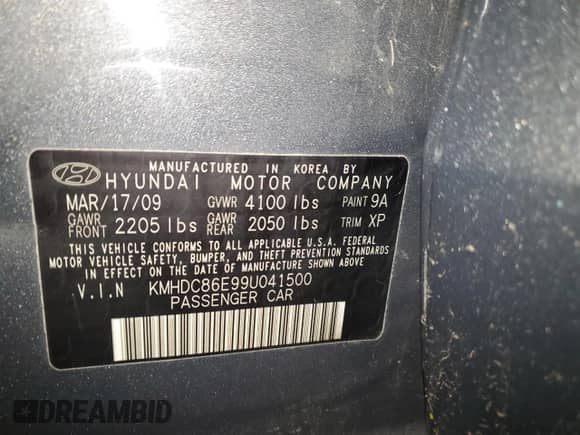 MANUFACTURED IN KOREA BY
HYUNDAI MOTOR COMPANY
MAR/17/09 GVWR 4100 lbs PAINT 9A
GAWR FRONT 2205 lbs GAWR REAR 2050 lbs TRIM XP
THIS VEHICLE CONFORMS TO ALL APPLICABLE U.S.A. FEDERAL
MOTOR VEHICLE SAFETY, BUMPER, AND THEFT PREVENTION STANDARDS
IN EFFECT ON THE DATE OF MANUFACTURE SHOWN ABOVE.
V.I.N KMHDC86E99U041500
PASSENGER CAR
DREAMBID